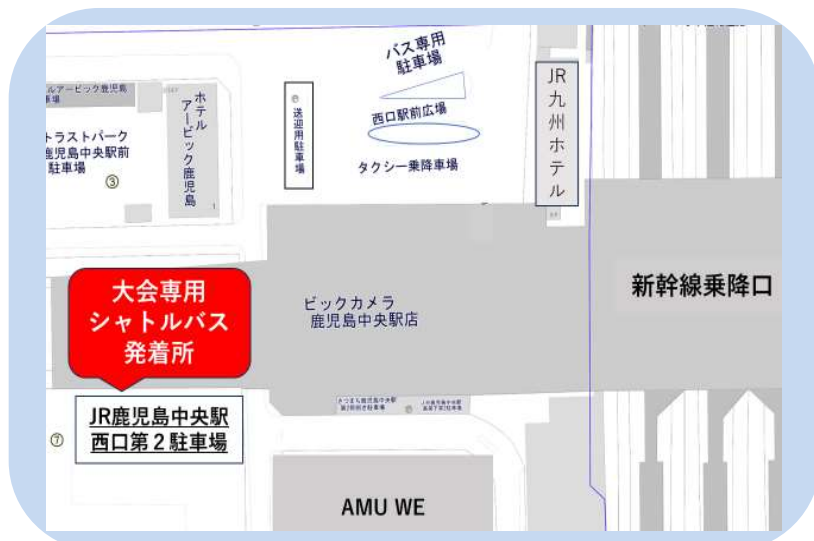 バス専用
駐車場
西口駅前広場
タクシー乗降車場
JR九州ホテル
送迎用駐車場
ホテル
アービック鹿児島
トラストパーク
鹿児島中央駅前
駐車場
③
1
大会専用
シャトルバス
発着所
ビックカメラ
鹿児島中央駅店
新幹線乗降口
JR鹿児島中央駅
西口第2駐車場
⑦
AMU WE